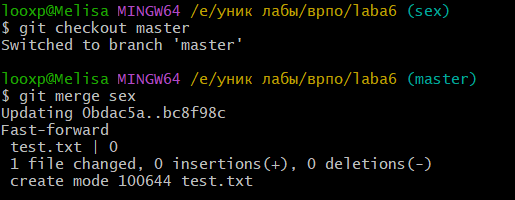 looxp@Melisa MINGW64 /e/уник лабы/врпо/laba6 (sex)
$ git checkout master
Switched to branch 'master'
looxp@Melisa MINGW64 /e/уник лабы/врпо/laba6 (master)
$ git merge sex
Updating 0bdac5a..bc8f98c
Fast-forward
 test.txt | 0
 1 file changed, 0 insertions(+), 0 deletions(-)
 create mode 100644 test.txt